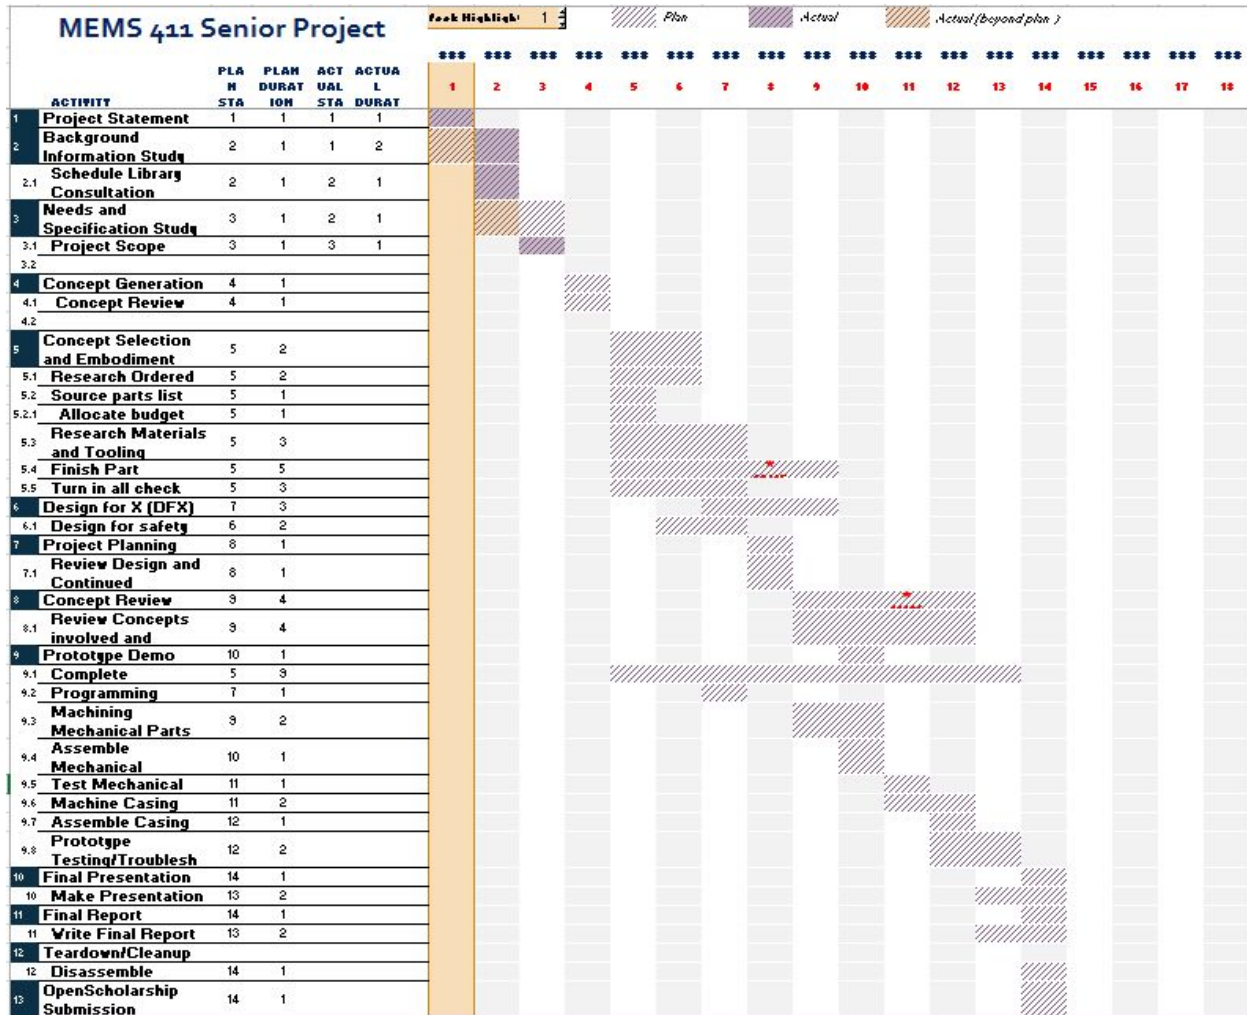 MEMS 411 Senior Project
1
Plan
Actual
Actual (beyond plan )
### ### ### ### ### ### ### ### ### ### ### ### ### ### ### ### ### ###
PLA PLAN ACT ACTUA
N DURAT UAL L
ACTIVITY STA ION STA DURAT
1 2 3 4 5 6 7 8 9 10 11 12 13 14 15 16 17 18
1 Project Statement 1 1 1 1
2 Background
Information Study 2 1 1 2
2.1 Schedule Library
Consultation 2 1 2 1
3 Needs and
Specification Study 3 1 2 1
3.1 Project Scope 3 1 3 1
3.2
4 Concept Generation 4 1
4.1 Concept Review 4 1
4.2
5 Concept Selection
and Embodiment 5 2
5.1 Research Ordered 5 2
5.2 Source parts list 5 1
5.2.1 Allocate budget 5 1
5.3 Research Materials
and Tooling 5 3
5.4 Finish Part 5 5 *
5.5 Turn in all check 5 3
6 Design for X (DFX) 7 3
6.1 Design for safety 6 2
7 Project Planning 8 1
7.1 Review Design and
Continued 8 1
8 Concept Review 9 4 *
8.1 Review Concepts
involved and 9 4
9 Prototype Demo 10 1
9.1 Complete 5 9
9.2 Programming 7 1
9.3 Machining
Mechanical Parts 9 2
9.4 Assemble
Mechanical 10 1
9.5 Test Mechanical 11 1
9.6 Machine Casing 11 2
9.7 Assemble Casing 12 1
9.8 Prototype
Testing/Troublesh 12 2
10 Final Presentation 14 1
10 Make Presentation 13 2
11 Final Report 14 1
11 Write Final Report 13 2
12 Teardown/Cleanup
12 Disassemble 14 1
13 OpenScholarship
Submission 14 1